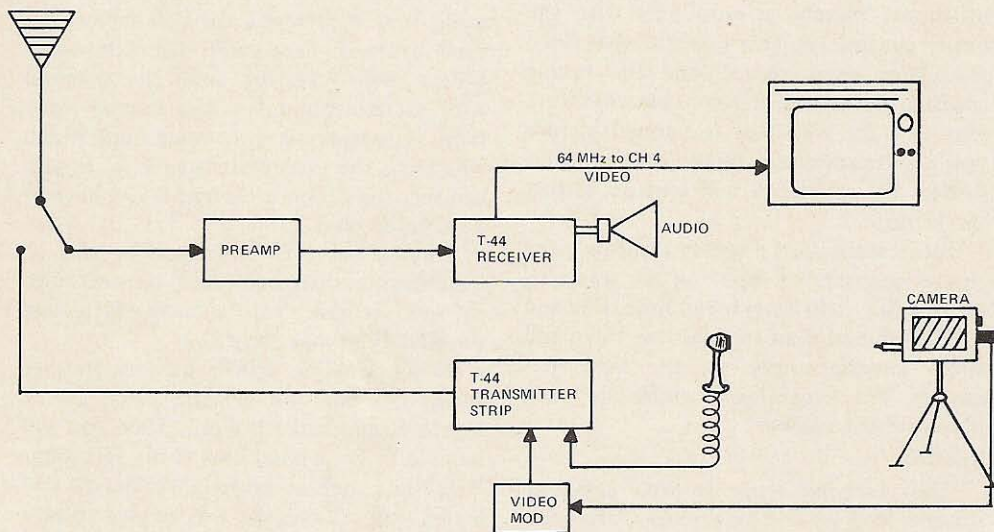 64 MHz to CH 4
VIDEO
PREAMP
T-44
RECEIVER
AUDIO
CAMERA
T-44
TRANSMITTER
STRIP
VIDEO
MOD